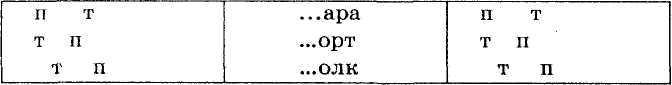 п т ...ара п т
т п ...орт т п
т п ...олк т п